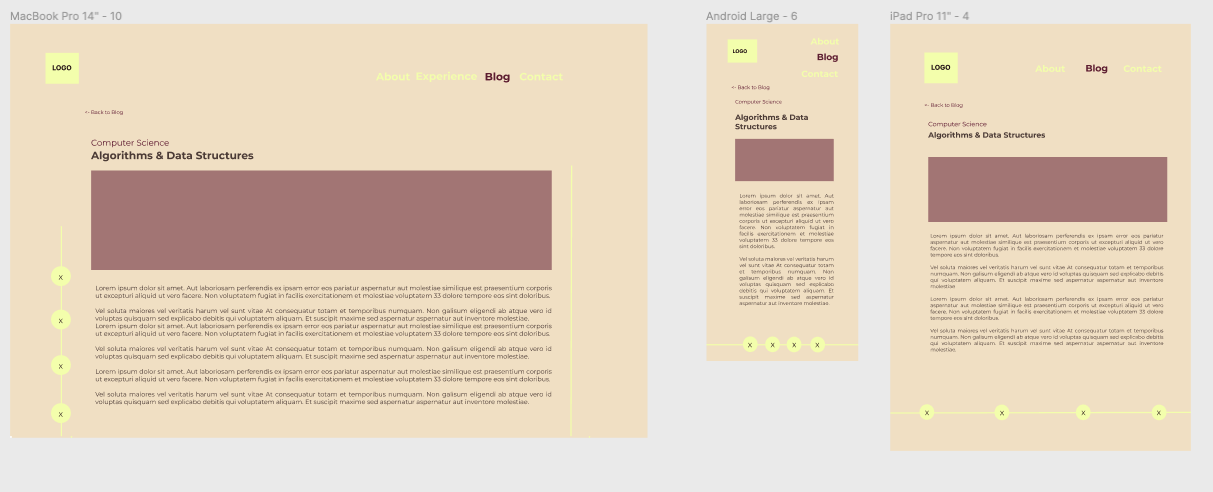 MacBook Pro 14" - 10
LOGO
About Experience Blog Contact
<- Back to Blog
Computer Science
Algorithms & Data Structures
X
Lorem ipsum dolor sit amet. Aut laboriosam perferendis ex ipsam error eos pariatur aspernatur aut molestiae similique est praesentium corporis
ut excepturi aliquid ut vero facere. Non voluptatem fugiat in facilis exercitationem et molestiae voluptatem 33 dolore tempore eos sint doloribus.
X
Vel soluta maiores vel veritatis harum vel sunt vitae At consequatur totam et temporibus numquam. Non galisum eligendi ab atque vero id
voluptas quisquam sed explicabo debitis qui voluptatem aliquam. Et suscipit maxime sed aspernatur aspernatur aut inventore molestiae.
Lorem ipsum dolor sit amet. Aut laboriosam perferendis ex ipsam error eos pariatur aspernatur aut molestiae similique est praesentium corporis
ut excepturi aliquid ut vero facere. Non voluptatem fugiat in facilis exercitationem et molestiae voluptatem 33 dolore tempore eos sint doloribus.
Vel soluta maiores vel veritatis harum vel sunt vitae At consequatur totam et temporibus numquam. Non galisum eligendi ab atque vero id
voluptas quisquam sed explicabo debitis qui voluptatem aliquam. Et suscipit maxime sed aspernatur aspernatur aut inventore molestiae.
X
Lorem ipsum dolor sit amet. Aut laboriosam perferendis ex ipsam error eos pariatur aspernatur aut molestiae similique est praesentium corporis
ut excepturi aliquid ut vero facere. Non voluptatem fugiat in facilis exercitationem et molestiae voluptatem 33 dolore tempore eos sint doloribus.
Vel soluta maiores vel veritatis harum vel sunt vitae At consequatur totam et temporibus numquam. Non galisum eligendi ab atque vel id
voluptas quisquam sed explicabo debitis qui voluptatem aliquam. Et suscipit maxime sed aspernatur aspernatur aut inventore molestiae.
X
Android Large - 6
LOGO
About
Blog
Contact
<- Back to Blog
Computer Science
Algorithms & Data
Structures
Lorem ipsum dolor sit amet. Aut
laboriosam perferendis ex ipsam
error eos pariatur aspernatur aut
molestiae similique est praesentium
corporis ut excepturi aliquid ut vero
facere. Non voluptatem fugiat in
facilis exercitationem et molestiae
voluptatem 33 dolore tempore eos
sint doloribus.
Vel soluta maiores vel veritatis harum
vel sunt vitae At consequatur totam
et temporibus numquam. Non
galisum eligendi ab atque vero id
voluptas quisquam sed explicabo
debitis qui voluptatem aliquam. Et
suscipit maxime sed aspernatur
aspernatur aut inventore molestiae.
X X X X
iPad Pro 11" - 4
LOGO
About Blog Contact
<- Back to Blog
Computer Science
Algorithms & Data Structures
Lorem ipsum dolor sit amet. Aut laboriosam perferendis ex ipsam error eos pariatur
aspernatur aut molestiae similique est praesentium corporis ut excepturi aliquid ut vero
facere. Non voluptatem fugiat in facilis exercitationem et molestiae voluptatem 33 dolore
tempore eos sint doloribus.
Vel soluta maiores vel veritatis harum vel sunt vitae At consequatur totam et temporibus
numquam. Non galisum eligendi ab atque vero id voluptas quisquam sed explicabo debitis
qui voluptatem aliquam. Et suscipit maxime sed aspernatur aspernatur aut inventore
molestiae
Lorem ipsum dolor sit amet. Aut laboriosam perferendis ex ipsam error eos pariatur
aspernatur aut molestiae similique est praesentium corporis ut excepturi aliquid ut vero
facere. Non voluptatem fugiat in facilis exercitationem et molestiae voluptatem 33 dolore
tempore eos sint doloribus.
Vel soluta maiores vel veritatis harum vel sunt vitae At consequatur totam et temporibus
numquam. Non galisum eligendi ab atque vero id voluptas quisquam sed explicabo debitis
qui voluptatem aliquam. Et suscipit maxime sed aspernatur aspernatur aut inventore
molestiae.
X X X X